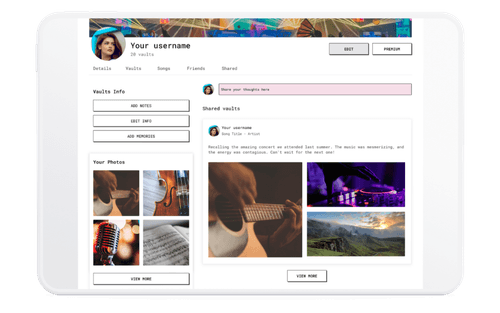 Your username
20 vaults
EDIT
PREMIUM
Details
Vaults
Songs
Friends
Shared
Vaults Info
ADD NOTES
EDIT INFO
ADD MEMORIES
Your Photos
VIEW MORE
Share your thoughts here
Shared vaults
Your username
Song Title - Artist
Recalling the amazing concert we attended last summer. The music was mesmerizing, and
the energy was contagious. Can't wait for the next one!
VIEW MORE